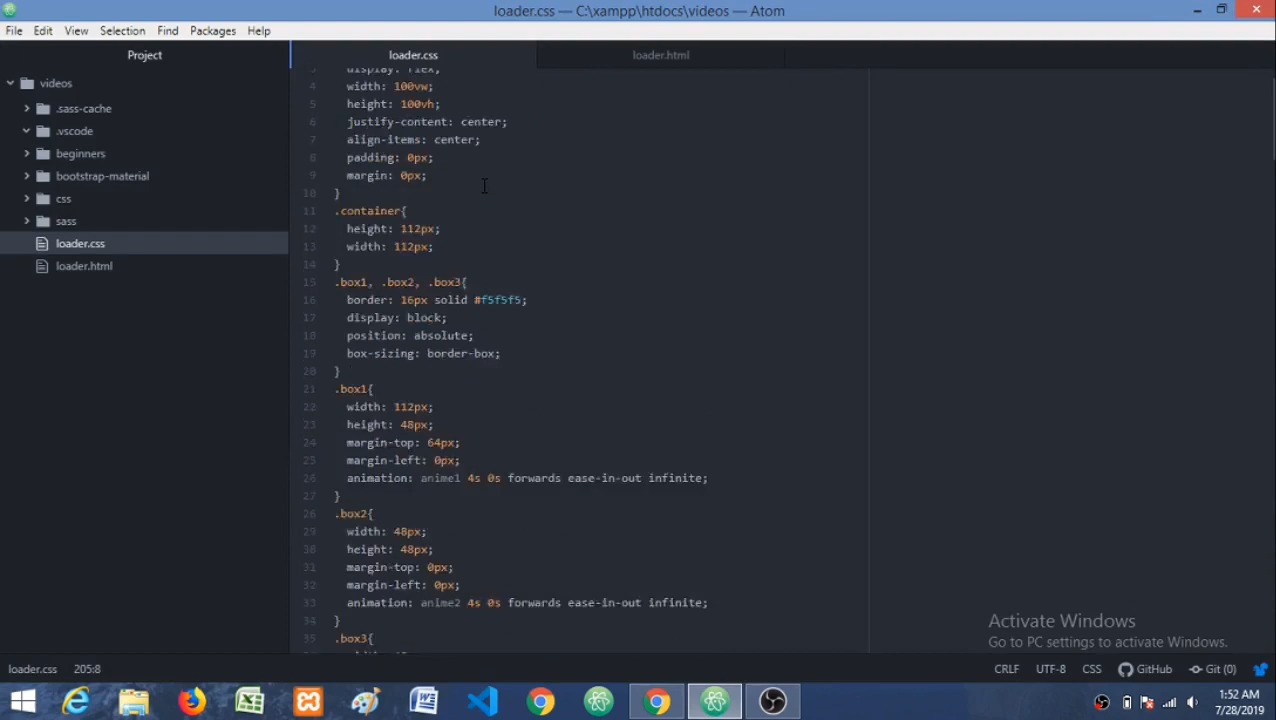 loader.css — C:\xampp\htdocs\videos — Atom
File Edit View Selection Find Packages Help
Project
loader.css
loader.html
videos
.sass-cache
.vscode
beginners
bootstrap-material
css
sass
loader.css
loader.html
3 display: flex;
4 width: 100vw;
5 height: 100vh;
6 justify-content: center;
7 align-items: center;
8 padding: 0px;
9 margin: 0px;
10 }
11 .container{
12 height: 112px;
13 width: 112px;
14 }
15 .box1, .box2, .box3{
16 border: 16px solid #f5f5f5;
17 display: block;
18 position: absolute;
19 box-sizing: border-box;
20 }
21 .box1{
22 width: 112px;
23 height: 48px;
24 margin-top: 64px;
25 margin-left: 0px;
26 animation: anime1 4s 0s forwards ease-in-out infinite;
27 }
28 .box2{
29 width: 48px;
30 height: 48px;
31 margin-top: 0px;
32 margin-left: 0px;
33 animation: anime2 4s 0s forwards ease-in-out infinite;
34 }
35 .box3{
Activate Windows
Go to PC settings to activate Windows.
loader.css 205:8
CRLF UTF-8 CSS GitHub Git (0)
1:52 AM
7/28/2019